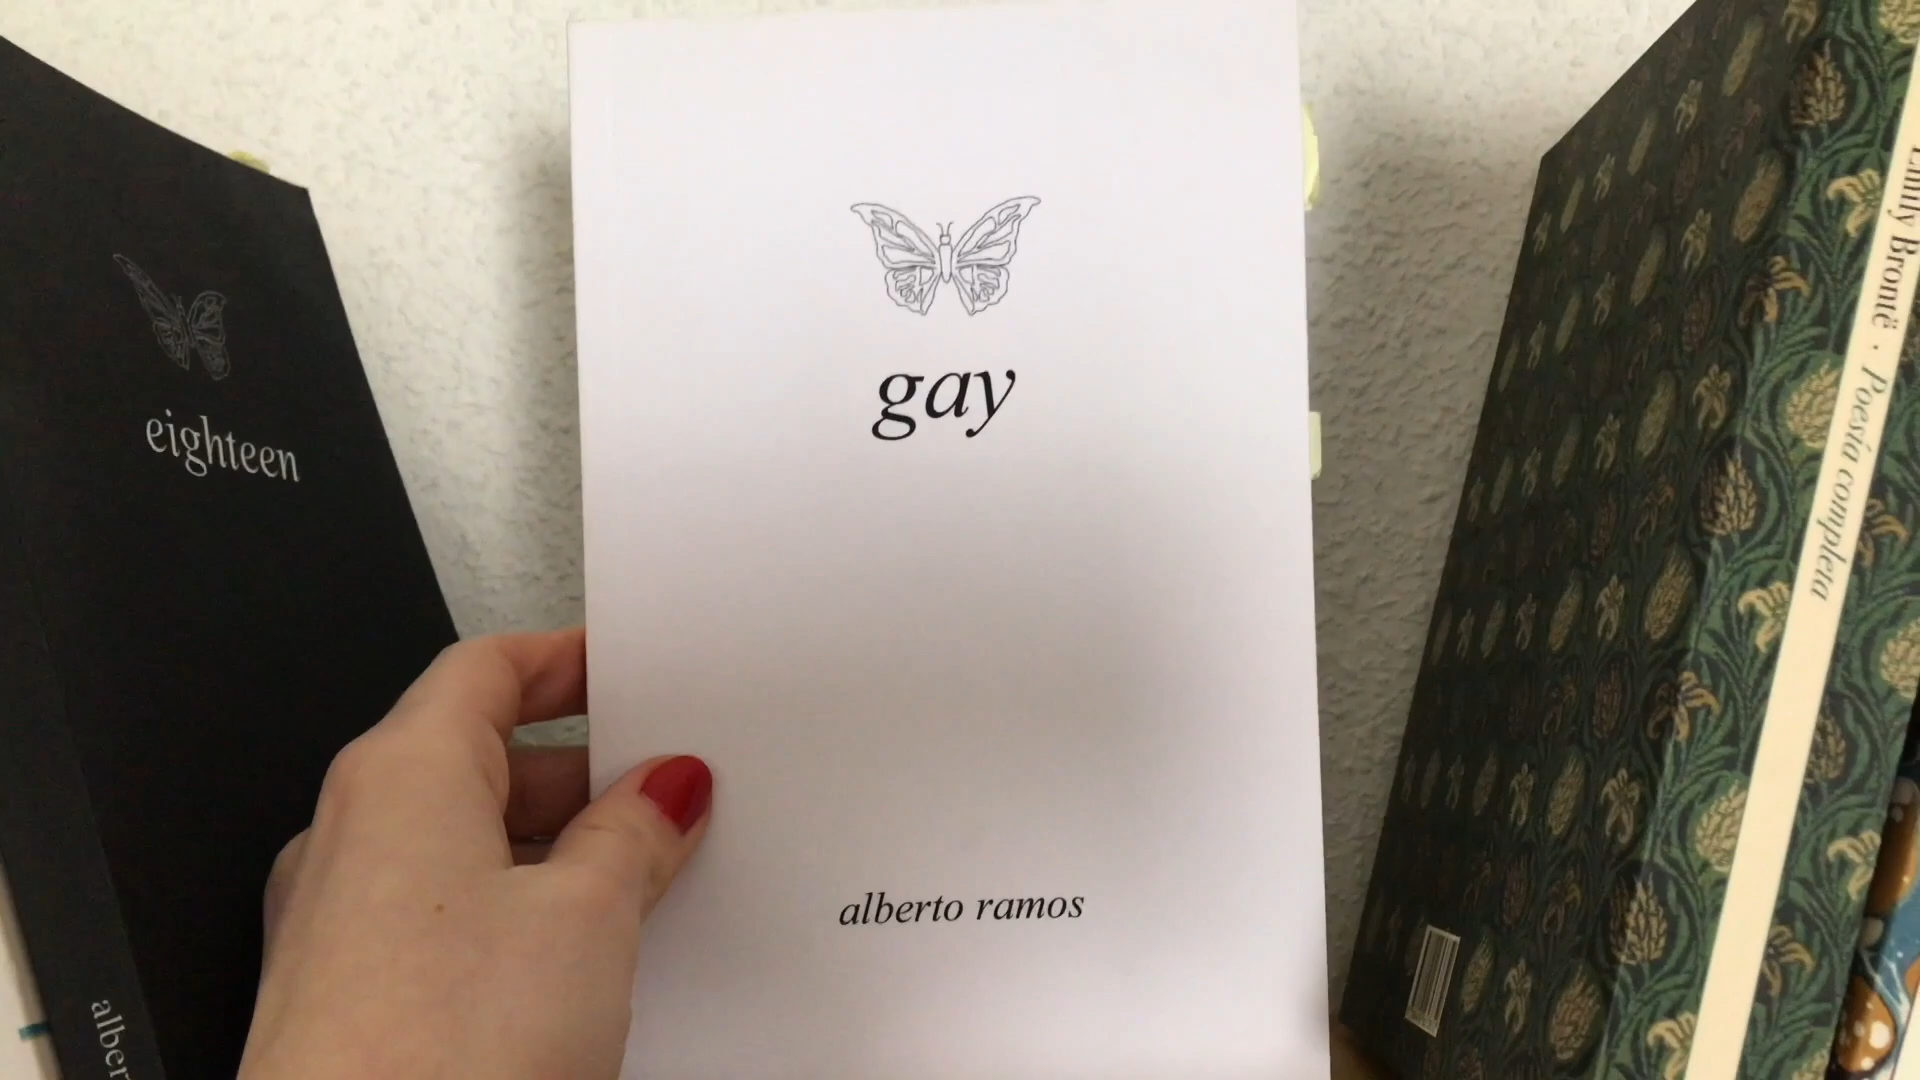 eighteen
alber
gay
alberto ramos
Emily Brontë · Poesía completa